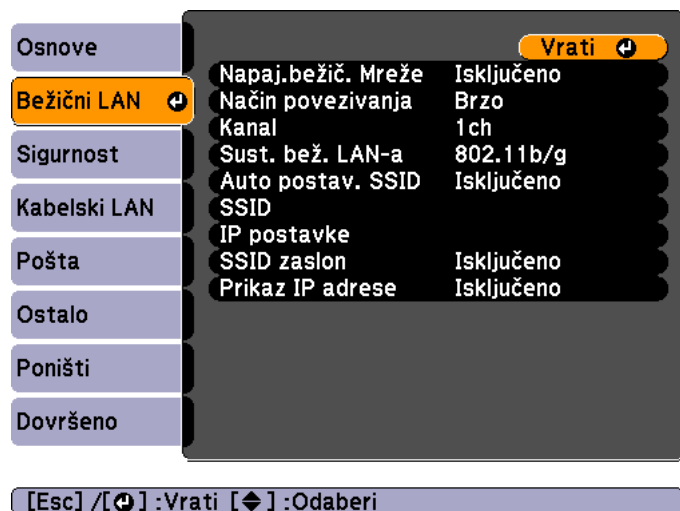 Osnove
Bežični LAN
Sigurnost
Kabelski LAN
Pošta
Ostalo
Poništi
Dovršeno
Vrati
Napaj.bežič. Mreže Isključeno
Način povezivanja Brzo
Kanal 1ch
Sust. bež. LAN-a 802.11b/g
Auto postav. SSID Isključeno
SSID
IP postavke
SSID zaslon Isključeno
Prikaz IP adrese Isključeno
[Esc] /[⏎] :Vrati [◆] :Odaberi